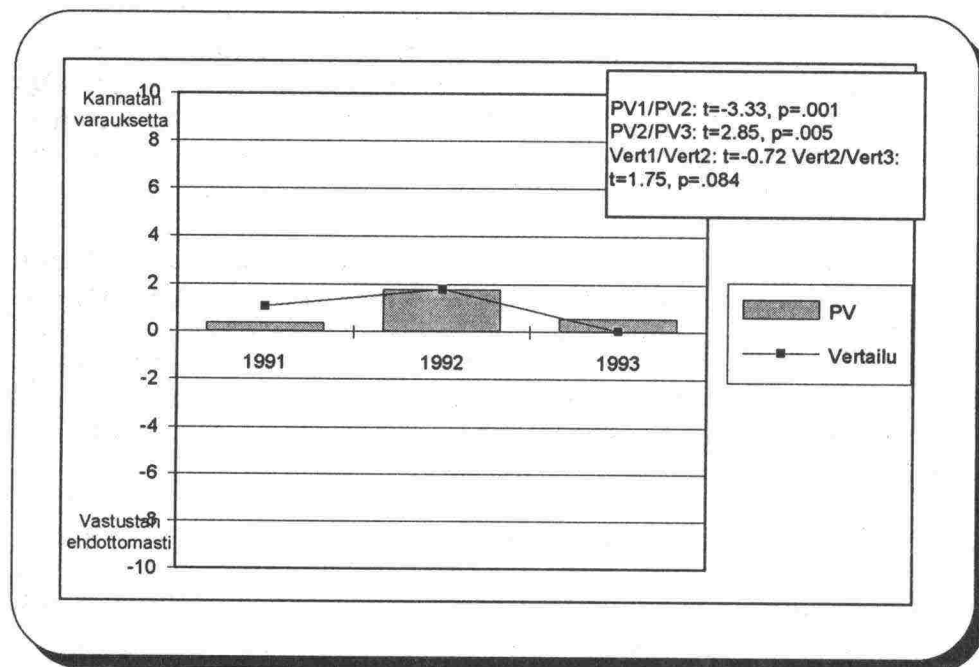 Kannatan
varauksetta
10
8
6
4
2
0
-2
-4
-6
-8
-10
Vastustan
ehdottomasti
1991
1992
1993
PV1/PV2: t=-3.33, p=.001
PV2/PV3: t=2.85, p=.005
Vert1/Vert2: t=-0.72 Vert2/Vert3:
t=1.75, p=.084
PV
Vertailu